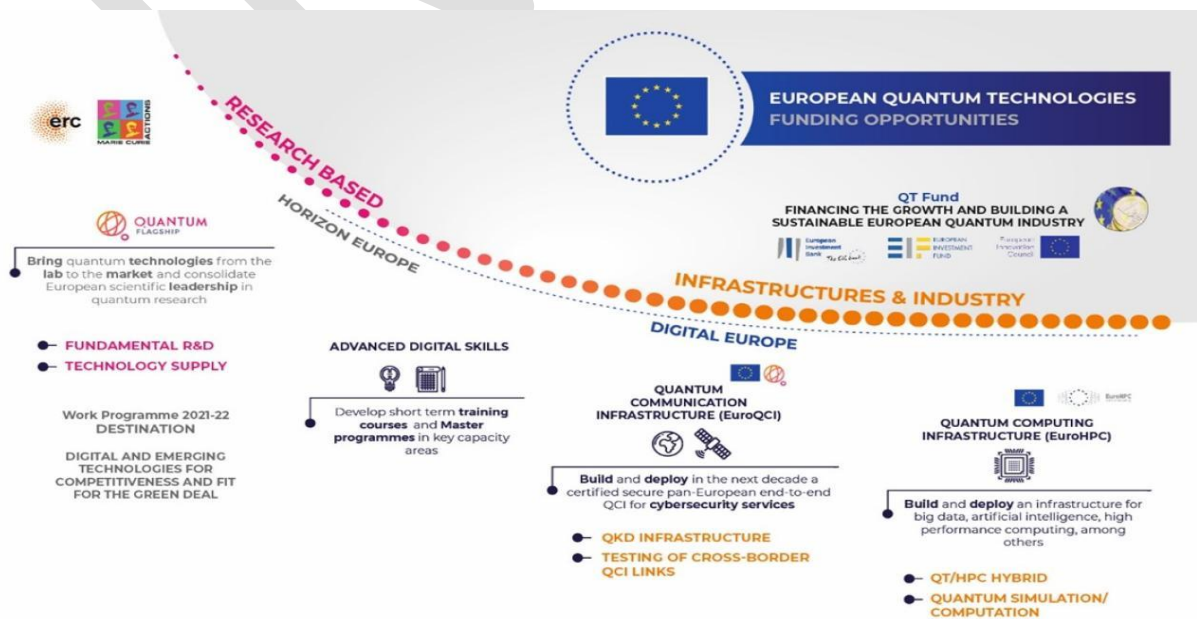 EUROPEAN QUANTUM TECHNOLOGIES
FUNDING OPPORTUNITIES
erc
MARIE CURIE
ACTIONS
RESEARCH BASED
HORIZON EUROPE
QUANTUM
FLAGSHIP
Bring quantum technologies from the
lab to the market and consolidate
European scientific leadership in
quantum research
FUNDAMENTAL R&D
TECHNOLOGY SUPPLY
Work Programme 2021-22
DESTINATION
DIGITAL AND EMERGING
TECHNOLOGIES FOR
COMPETITIVENESS AND FIT
FOR THE GREEN DEAL
QT Fund
FINANCING THE GROWTH AND BUILDING A
SUSTAINABLE EUROPEAN QUANTUM INDUSTRY
European
Investment
Bank
EUROPEAN
INVESTMENT
FUND
European
Innovation
Council
INFRASTRUCTURES & INDUSTRY
DIGITAL EUROPE
ADVANCED DIGITAL SKILLS
Develop short term training
courses and Master
programmes in key capacity
areas
QUANTUM
COMMUNICATION
INFRASTRUCTURE (EuroQCI)
Build and deploy in the next decade a
certified secure pan-European end-to-end
QCI for cybersecurity services
QKD INFRASTRUCTURE
TESTING OF CROSS-BORDER
QCI LINKS
EuroHPC
QUANTUM COMPUTING
INFRASTRUCTURE (EuroHPC)
Build and deploy an infrastructure for
big data, artificial intelligence, high
performance computing, among
others
QT/HPC HYBRID
QUANTUM SIMULATION/
COMPUTATION